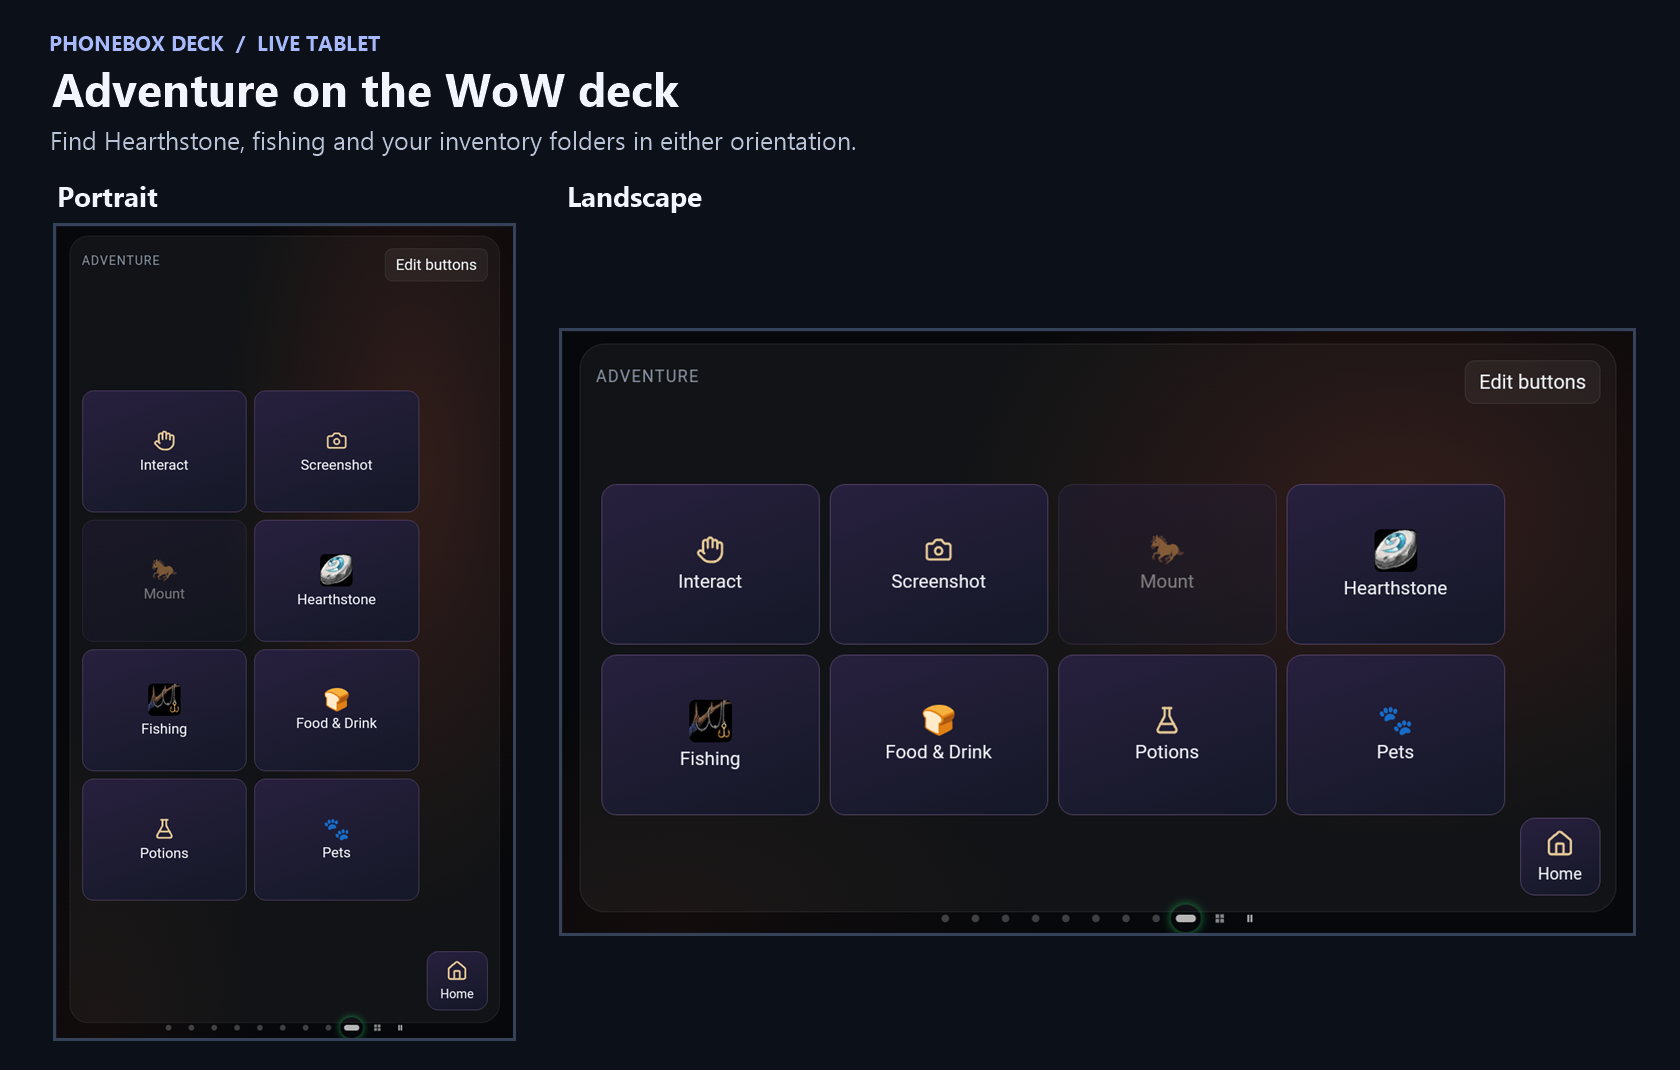 PHONEBOX DECK / LIVE TABLET
Adventure on the WoW deck
Find Hearthstone, fishing and your inventory folders in either orientation.
Portrait
ADVENTURE
Edit buttons
Interact
Screenshot
Mount
Hearthstone
Fishing
Food & Drink
Potions
Pets
Home
Landscape
ADVENTURE
Edit buttons
Interact
Screenshot
Mount
Hearthstone
Fishing
Food & Drink
Potions
Pets
Home